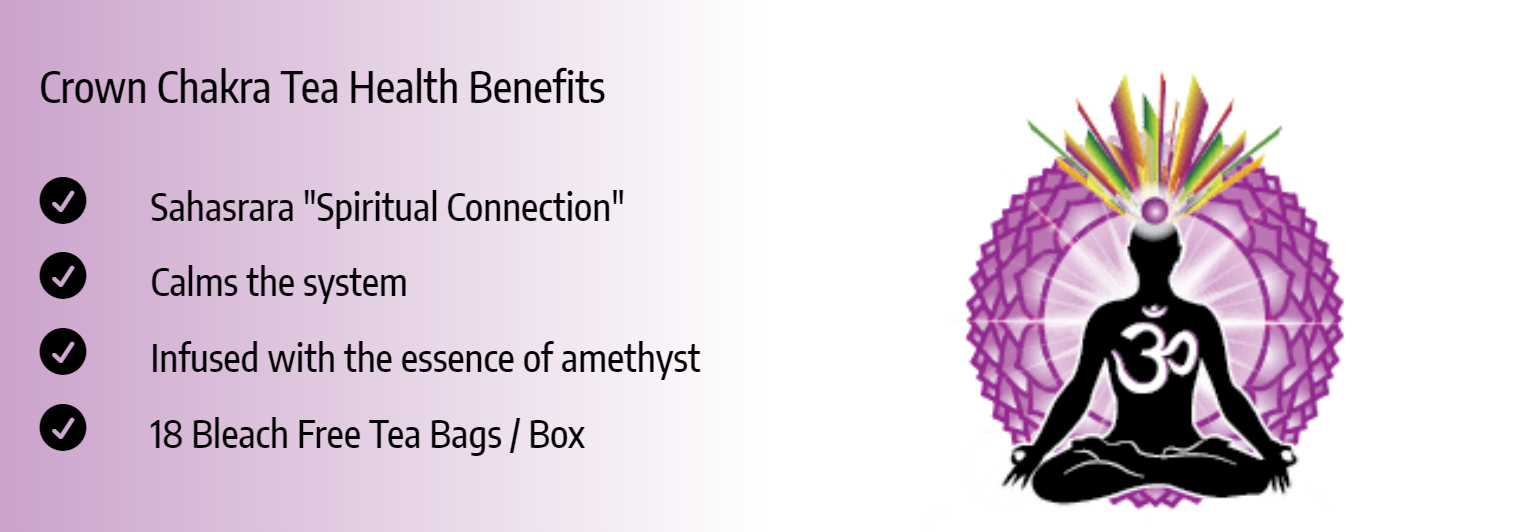 Crown Chakra Tea Health Benefits
Sahasrara "Spiritual Connection"
Calms the system
Infused with the essence of amethyst
18 Bleach Free Tea Bags / Box
ॐ